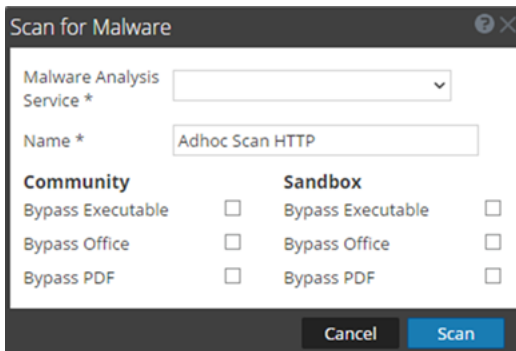 Scan for Malware
Malware Analysis
Service *
Name * Adhoc Scan HTTP
Community Sandbox
Bypass Executable Bypass Executable
Bypass Office Bypass Office
Bypass PDF Bypass PDF
Cancel Scan